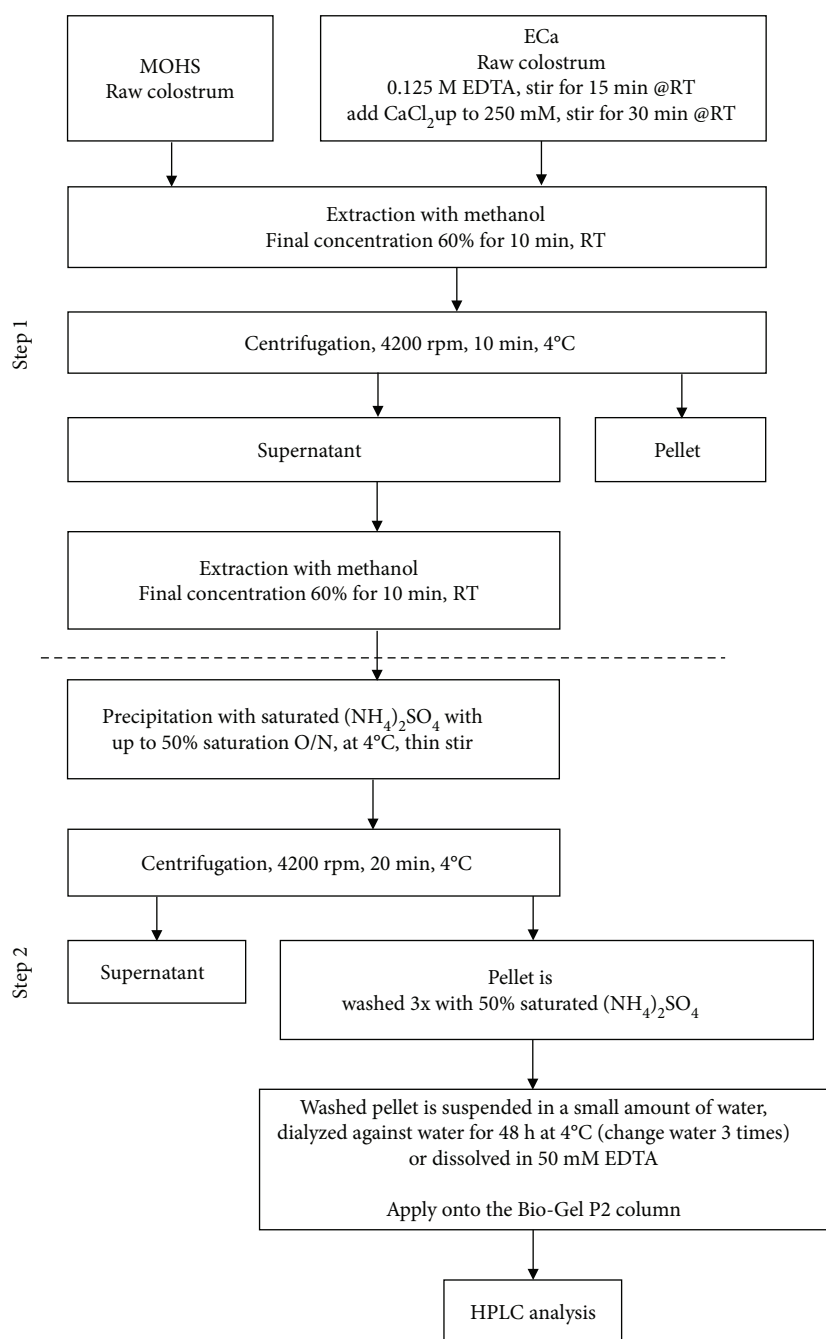 MOHS
Raw colostrum
ECa
Raw colostrum
0.125 M EDTA, stir for 15 min @RT
add CaCl₂up to 250 mM, stir for 30 min @RT
Extraction with methanol
Final concentration 60% for 10 min, RT
Step 1
Centrifugation, 4200 rpm, 10 min, 4°C
Supernatant
Pellet
Extraction with methanol
Final concentration 60% for 10 min, RT
Precipitation with saturated (NH₄)₂SO₄ with
up to 50% saturation O/N, at 4°C, thin stir
Centrifugation, 4200 rpm, 20 min, 4°C
Step 2
Supernatant
Pellet is
washed 3x with 50% saturated (NH₄)₂SO₄
Washed pellet is suspended in a small amount of water,
dialyzed against water for 48 h at 4°C (change water 3 times)
or dissolved in 50 mM EDTA
Apply onto the Bio-Gel P2 column
HPLC analysis